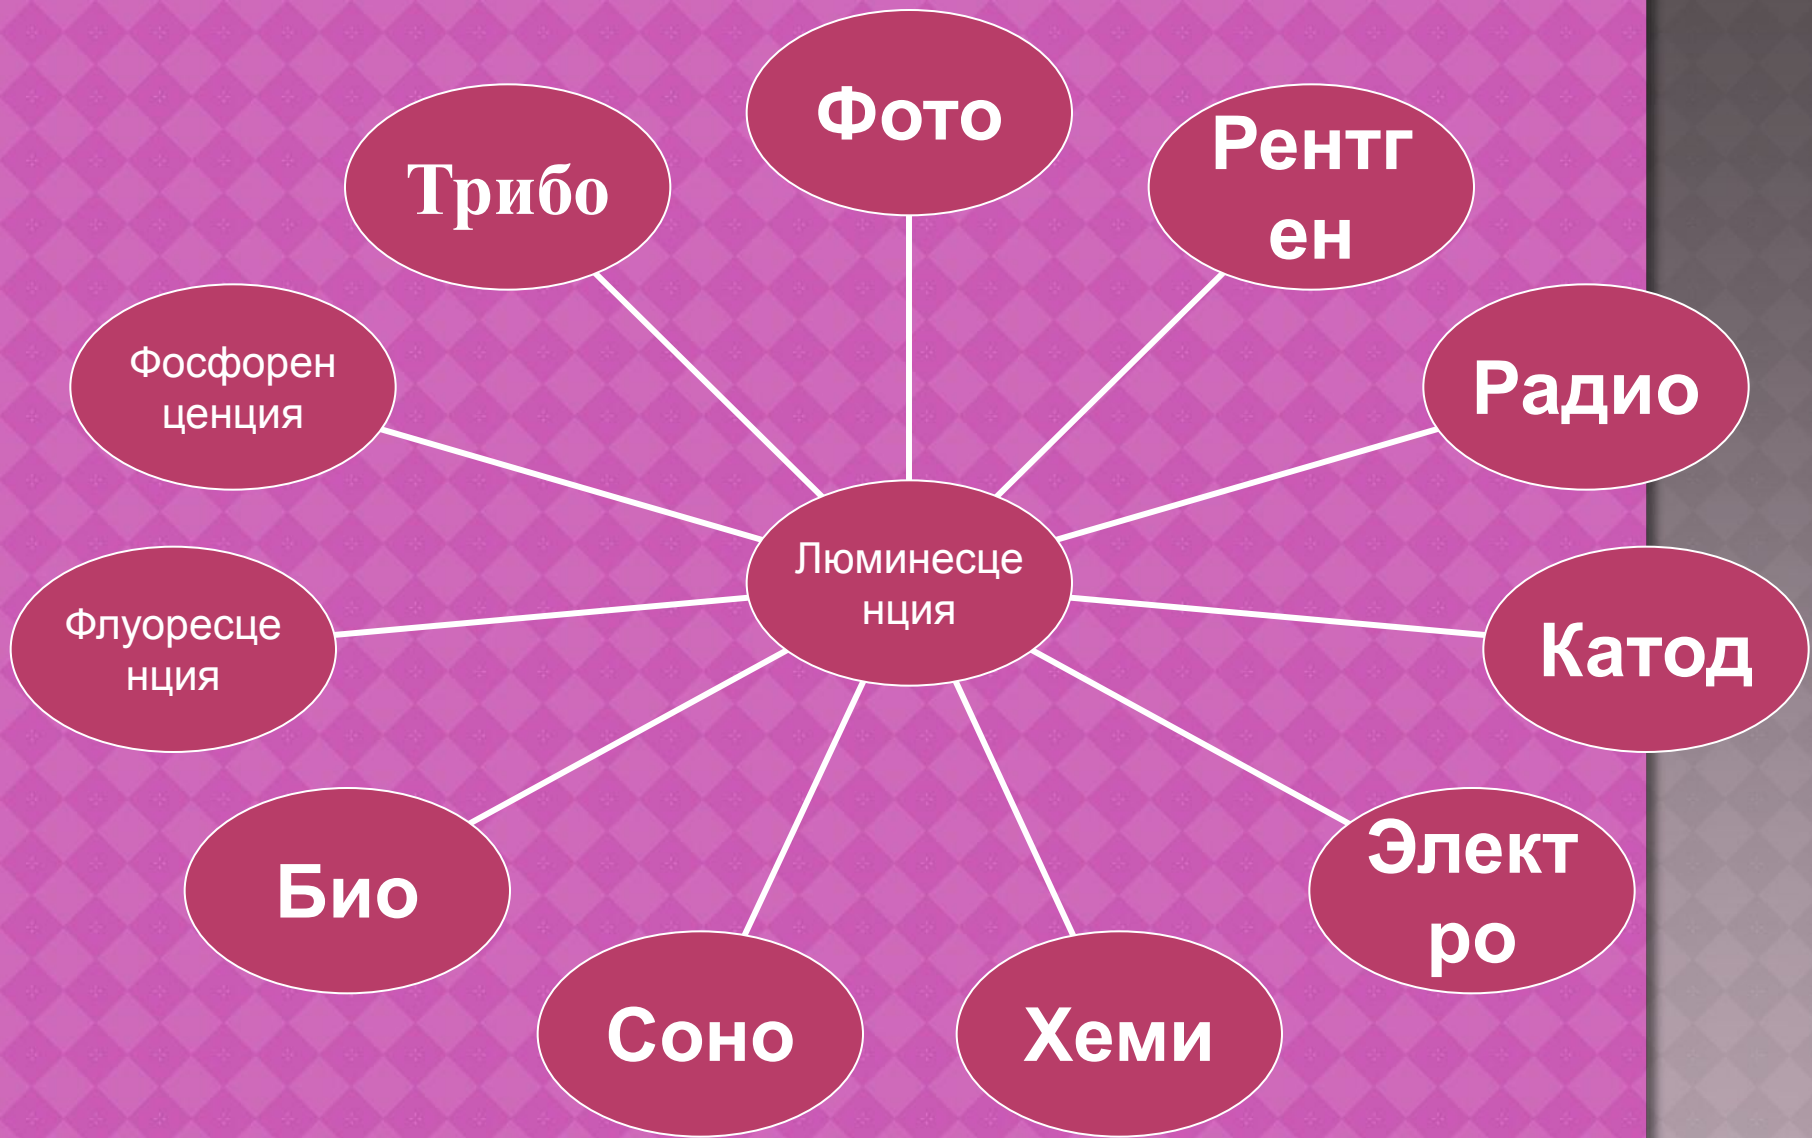 Фото
Рентг
ен
Трибо
Радио
Фосфорен
ценция
Люминесце
нция
Флуоресце
нция
Катод
Элект
ро
Био
Соно
Хеми